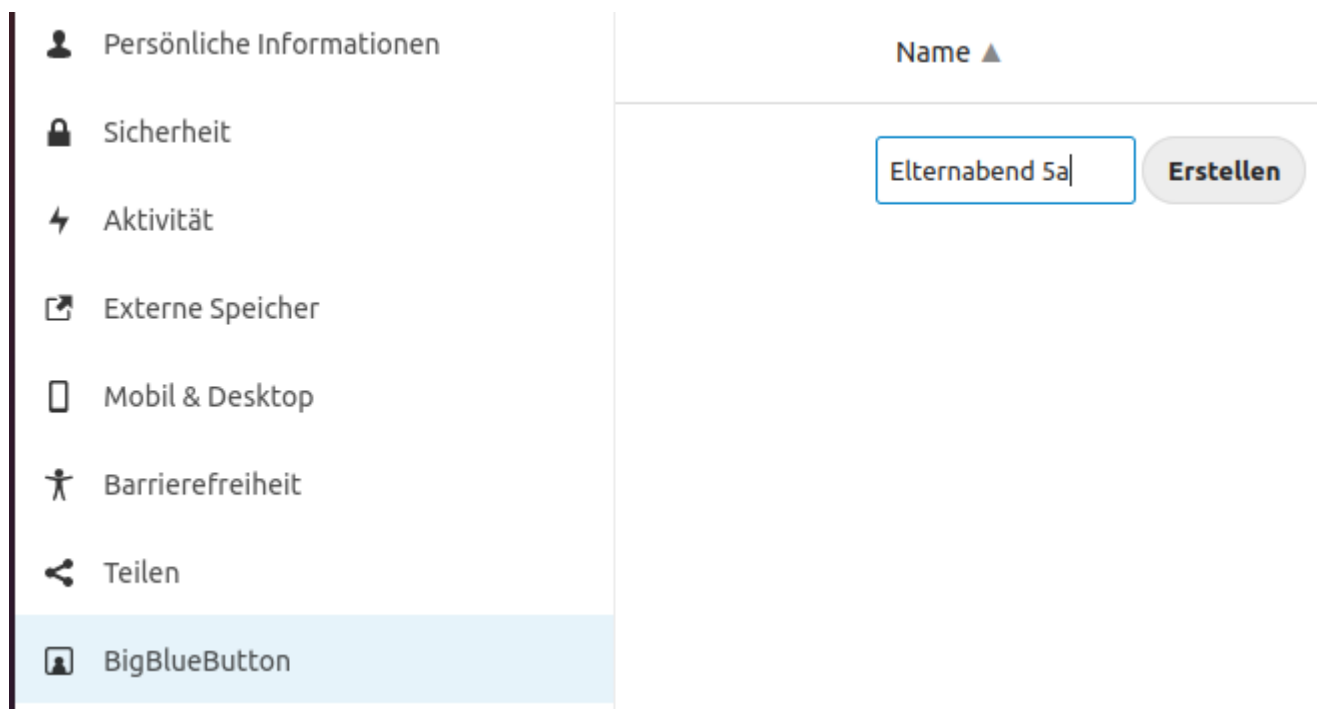 Persönliche Informationen
Sicherheit
Aktivität
Externe Speicher
Mobil & Desktop
Barrierefreiheit
Teilen
BigBlueButton
Name ▲
Elternabend 5a
Erstellen